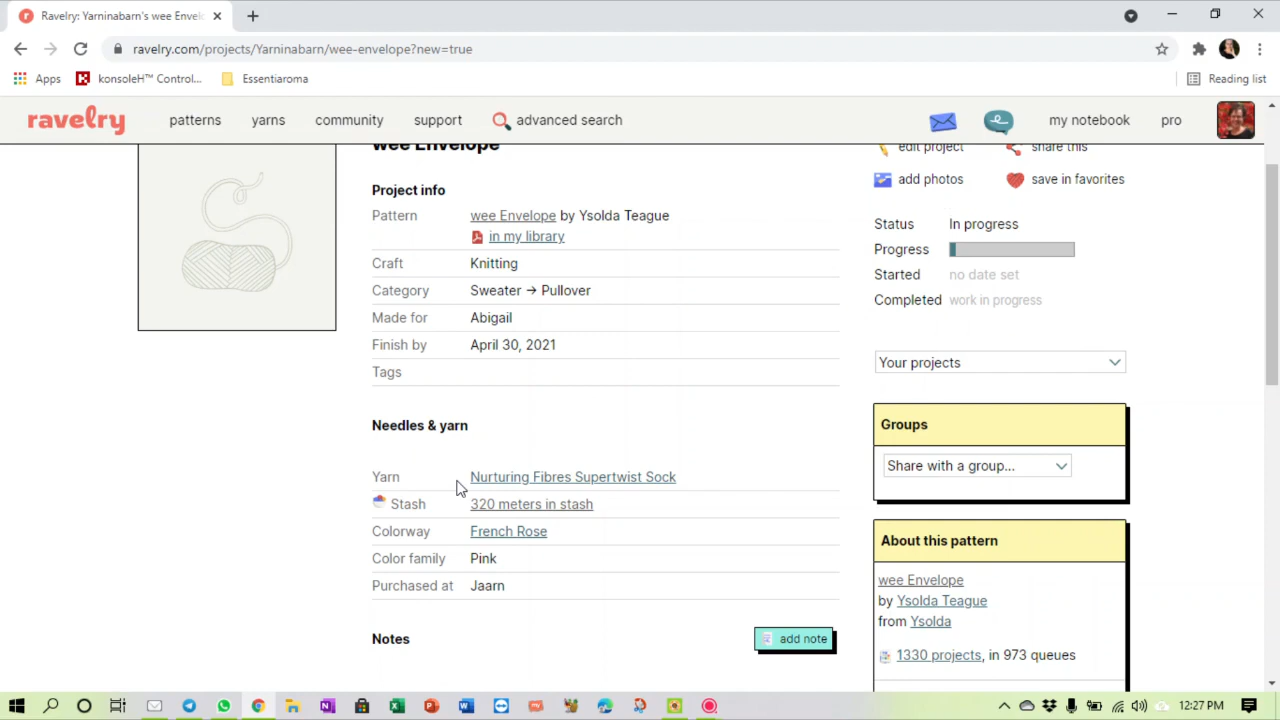 Ravelry: Yarninabarn's wee Envel
ravelry.com/projects/Yarninabarn/wee-envelope?new=true
Apps
konsoleH™ Control...
Essentiaroma
Reading list
ravelry
patterns
yarns
community
support
advanced search
my notebook
pro
wee Envelope
edit project
share this
add photos
save in favorites
Project info
Pattern wee Envelope by Ysolda Teague
in my library
Craft Knitting
Category Sweater → Pullover
Made for Abigail
Finish by April 30, 2021
Tags
Needles & yarn
Yarn Nurturing Fibres Supertwist Sock
Stash 320 meters in stash
Colorway French Rose
Color family Pink
Purchased at Jaarn
Notes
add note
Status In progress
Progress
Started no date set
Completed work in progress
Your projects
Groups
Share with a group...
About this pattern
wee Envelope
by Ysolda Teague
from Ysolda
1330 projects, in 973 queues
12:27 PM